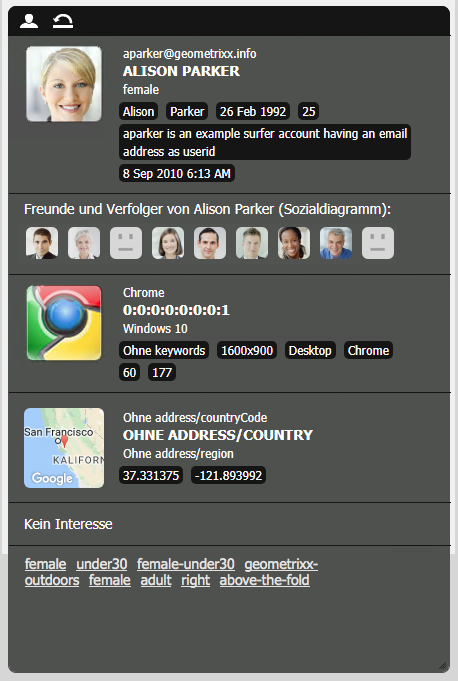 aparker@geometrixx.info
ALISON PARKER
female
Alison Parker 26 Feb 1992 25
aparker is an example surfer account having an email
address as userid
8 Sep 2010 6:13 AM
Freunde und Verfolger von Alison Parker (Sozialdiagramm):
Chrome
0:0:0:0:0:0:0:1
Windows 10
Ohne keywords 1600x900 Desktop Chrome
60 177
San Francisco
KALIFORN
Google
Ohne address/countryCode
OHNE ADDRESS/COUNTRY
Ohne address/region
37.331375 -121.893992
Kein Interesse
female under30 female-under30 geometrixx-
outdoors female adult right above-the-fold